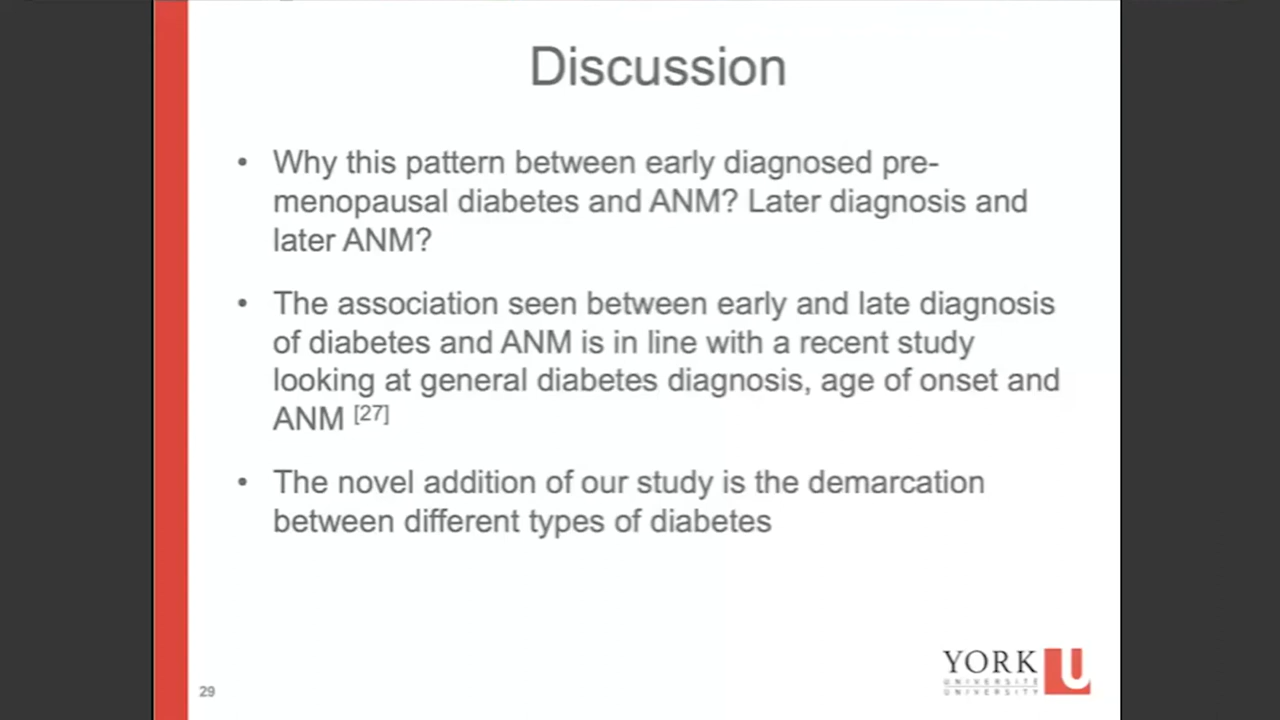 Discussion
• Why this pattern between early diagnosed pre-
menopausal diabetes and ANM? Later diagnosis and
later ANM?
• The association seen between early and late diagnosis
of diabetes and ANM is in line with a recent study
looking at general diabetes diagnosis, age of onset and
ANM [27]
• The novel addition of our study is the demarcation
between different types of diabetes
YORK U
UNIVERSITÉ
UNIVERSITY
29